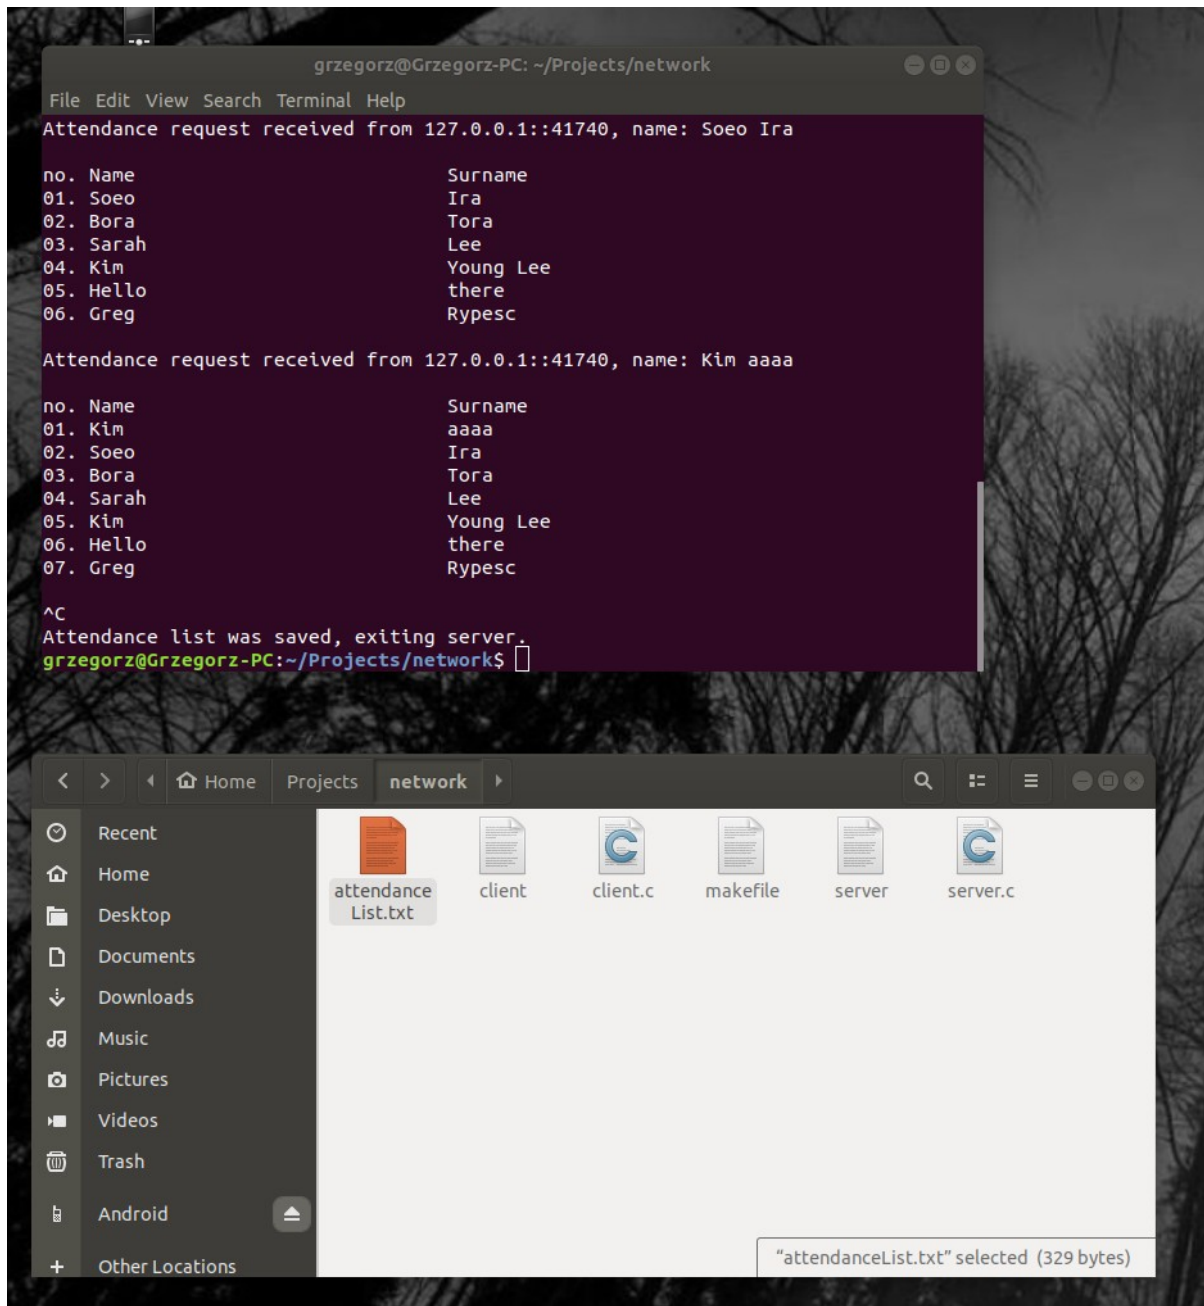 grzegorz@Grzegorz-PC: ~/Projects/network
File Edit View Search Terminal Help
Attendance request received from 127.0.0.1::41740, name: Soeo Ira
no. Name Surname
01. Soeo Ira
02. Bora Tora
03. Sarah Lee
04. Kim Young Lee
05. Hello there
06. Greg Rypesc
Attendance request received from 127.0.0.1::41740, name: Kim aaaa
no. Name Surname
01. Kim aaaa
02. Soeo Ira
03. Bora Tora
04. Sarah Lee
05. Kim Young Lee
06. Hello there
07. Greg Rypesc
^C
Attendance list was saved, exiting server.
grzegorz@Grzegorz-PC:~/Projects/network$
Home Projects network
Recent
Home
Desktop
Documents
Downloads
Music
Pictures
Videos
Trash
Android
Other Locations
attendance client client.c makefile server server.c
List.txt
“attendanceList.txt” selected (329 bytes)